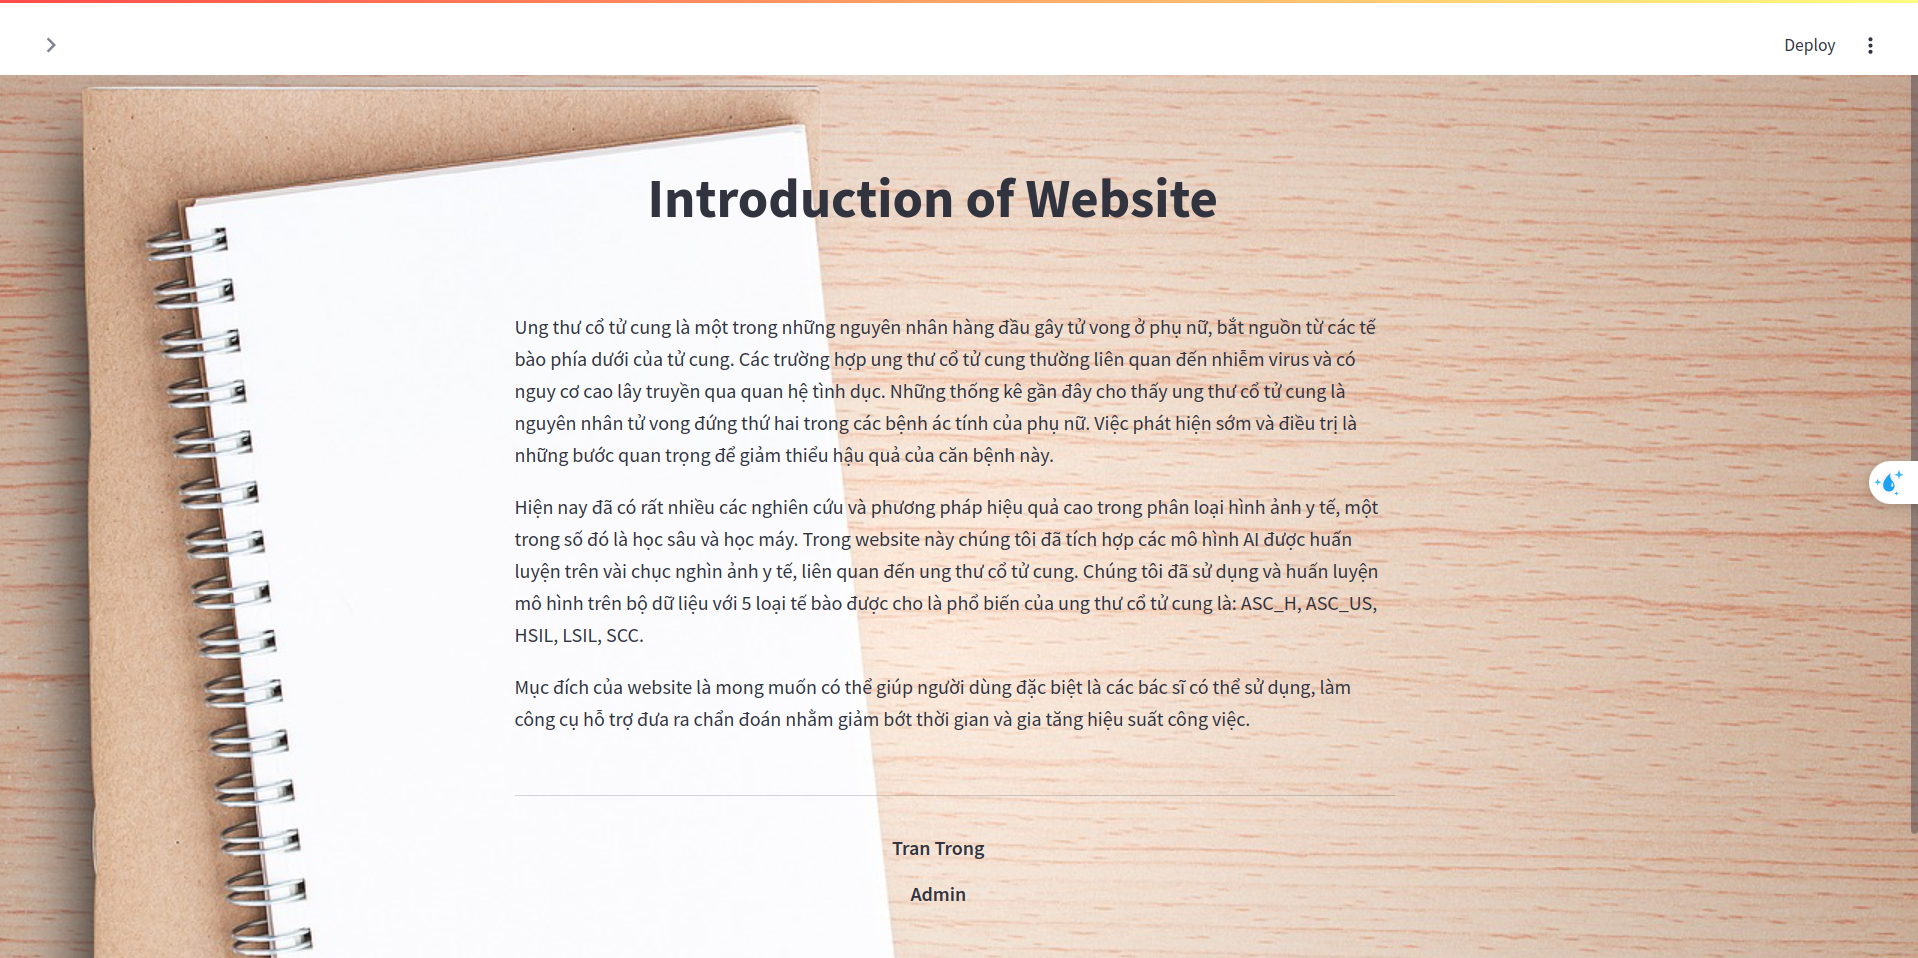 Deploy
Introduction of Website
Ung thư cổ tử cung là một trong những nguyên nhân hàng đầu gây tử vong ở phụ nữ, bắt nguồn từ các tế
bào phía dưới của tử cung. Các trường hợp ung thư cổ tử cung thường liên quan đến nhiễm virus và có
nguy cơ cao lây truyền qua quan hệ tình dục. Những thống kê gần đây cho thấy ung thư cổ tử cung là
nguyên nhân tử vong đứng thứ hai trong các bệnh ác tính của phụ nữ. Việc phát hiện sớm và điều trị là
những bước quan trọng để giảm thiểu hậu quả của căn bệnh này.
Hiện nay đã có rất nhiều các nghiên cứu và phương pháp hiệu quả cao trong phân loại hình ảnh y tế, một
trong số đó là học sâu và học máy. Trong website này chúng tôi đã tích hợp các mô hình AI được huấn
luyện trên vài chục nghìn ảnh y tế, liên quan đến ung thư cổ tử cung. Chúng tôi đã sử dụng và huấn luyện
mô hình trên bộ dữ liệu với 5 loại tế bào được cho là phổ biến của ung thư cổ tử cung là: ASC_H, ASC_US,
HSIL, LSIL, SCC.
Mục đích của website là mong muốn có thể giúp người dùng đặc biệt là các bác sĩ có thể sử dụng, làm
công cụ hỗ trợ đưa ra chẩn đoán nhằm giảm bớt thời gian và gia tăng hiệu suất công việc.
Tran Trong
Admin